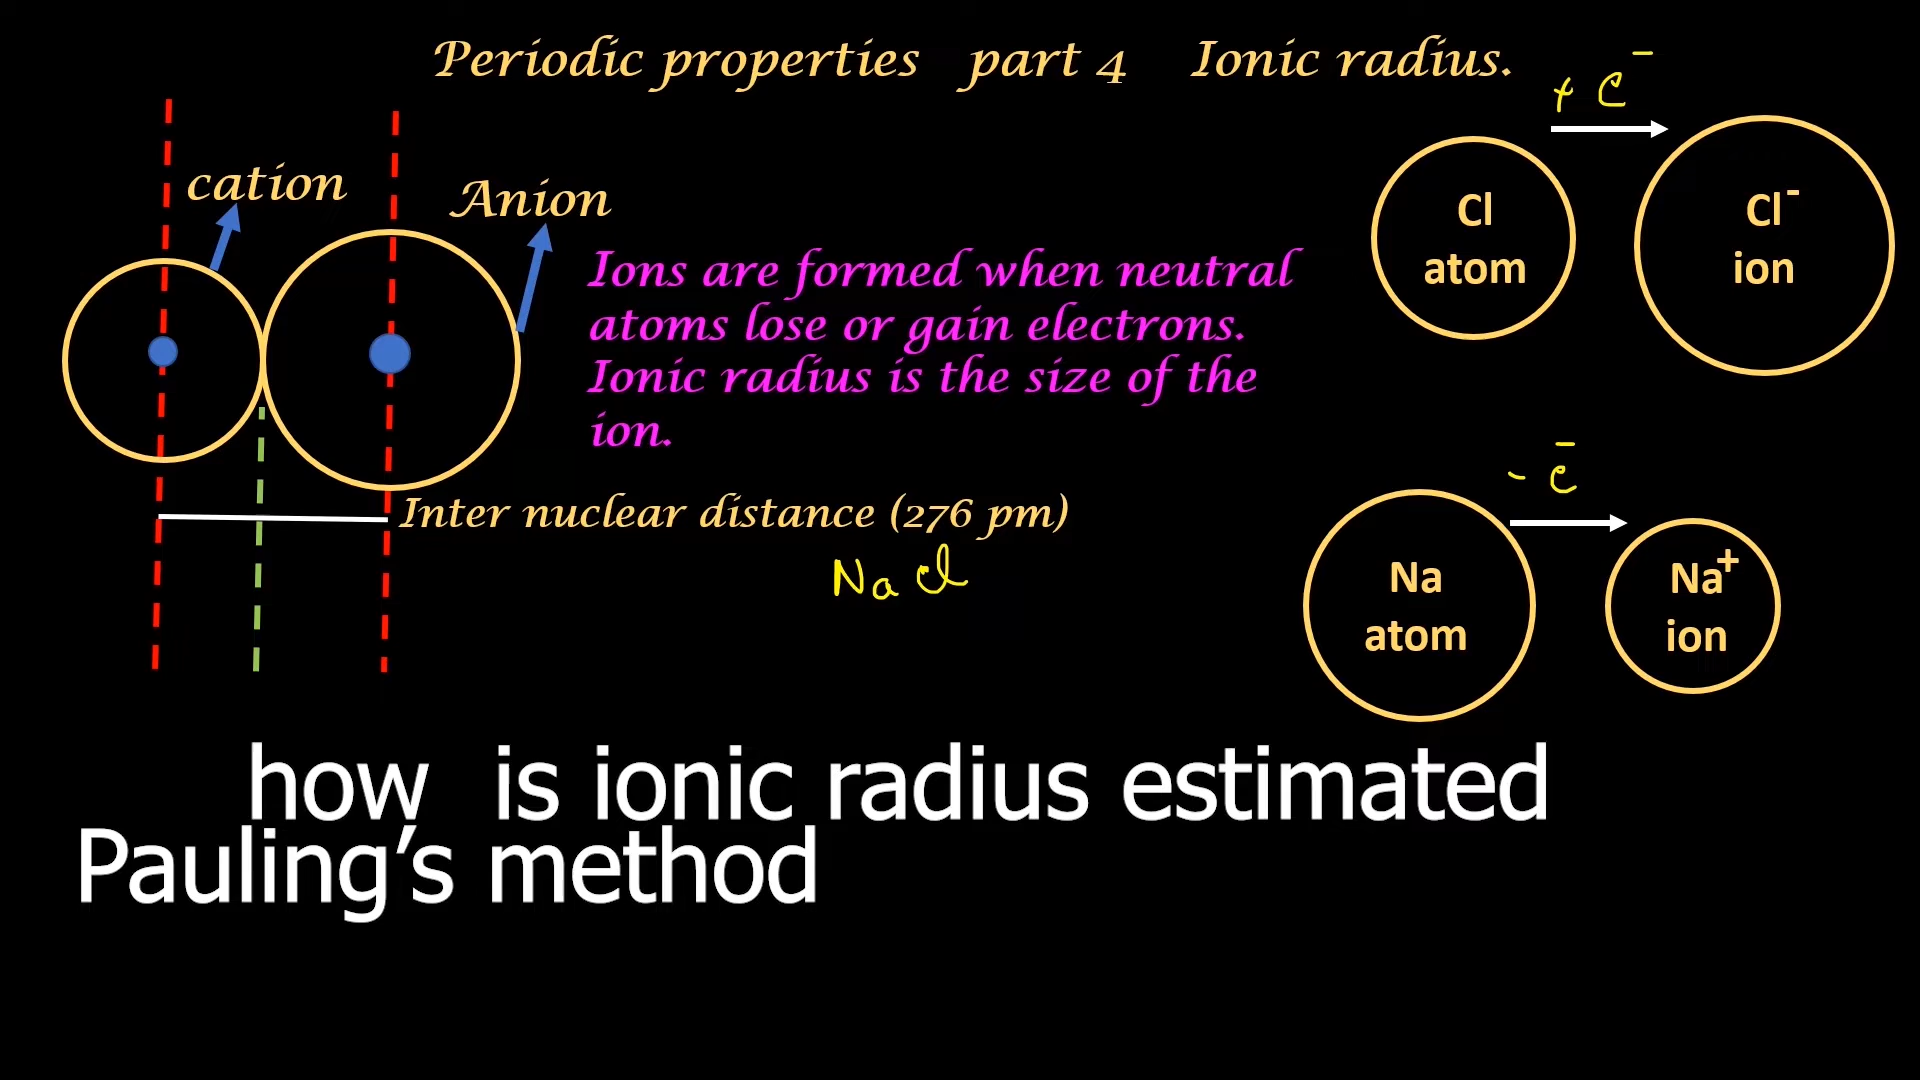 Periodic properties part 4 Ionic radius.
+ e⁻
cation
Anion
Cl
atom
Cl⁻
ion
Ions are formed when neutral
atoms lose or gain electrons.
Ionic radius is the size of the
ion.
- e⁻
Inter nuclear distance (276 pm)
Na Cl
Na
atom
Na⁺
ion
how is ionic radius estimated
Pauling’s method